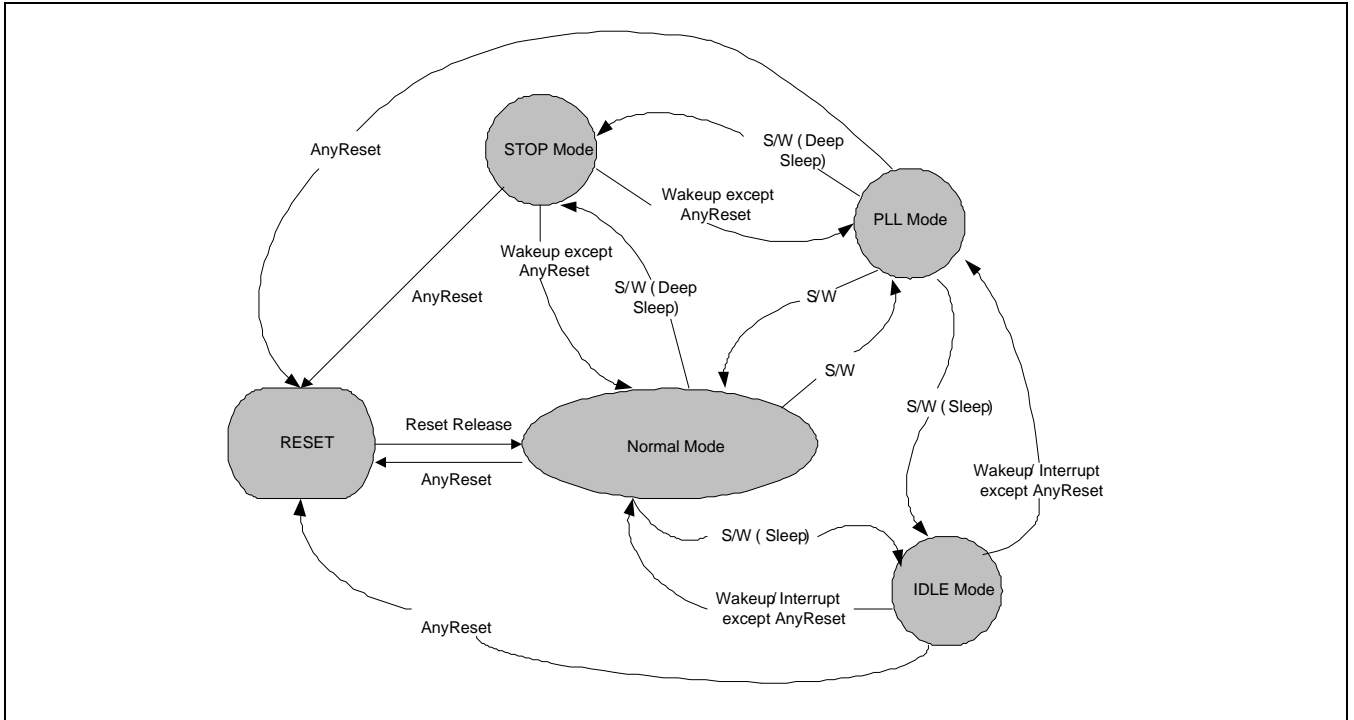 AnyReset
STOP Mode
S/W ( Deep
Sleep)
Wakeup except
AnyReset
PLL Mode
Wakeup except
AnyReset
S/W ( Deep
Sleep)
AnyReset
S/W
S/W
S/W ( Sleep)
RESET
Reset Release
AnyReset
Normal Mode
Wakeup/ Interrupt
except AnyReset
S/W ( Sleep)
IDLE Mode
Wakeup/ Interrupt
except AnyReset
AnyReset